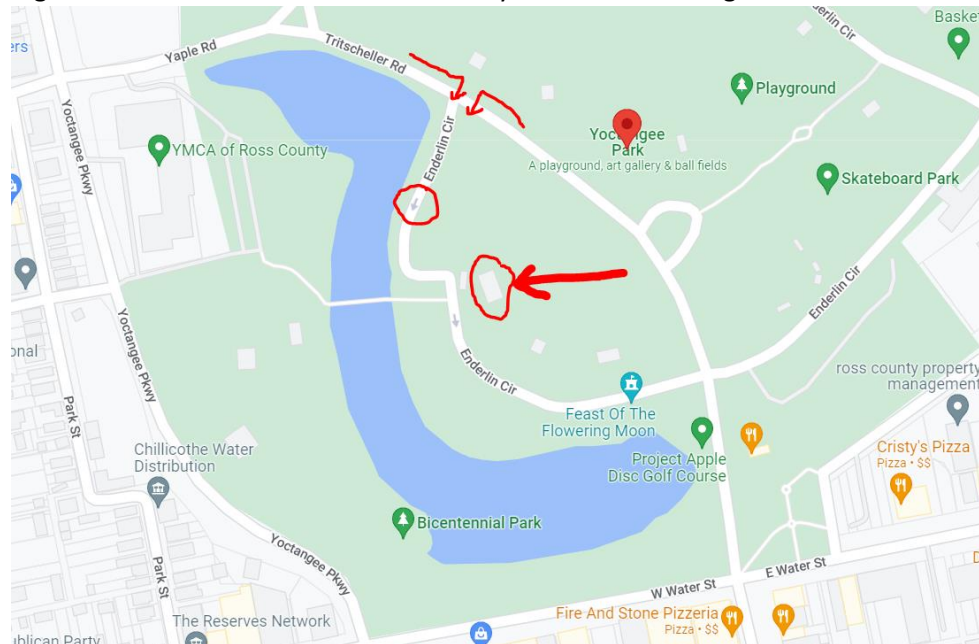 Baske
ers
Yaple Rd
Tritscheller Rd
Enderlin Cir
Playground
Yoctangee Pkwy
YMCA of Ross County
Enderlin Cir
Yoctangee
Park
A playground, art gallery & ball fields
Skateboard Park
Enderlin Cir
onal
Yoctangee Pkwy
Park St
Enderlin Cir
ross county property
management
Feast Of The
Flowering Moon
Chillicothe Water
Distribution
Project Apple
Disc Golf Course
Cristy's Pizza
Pizza • $$
Bicentennial Park
Yoctangee Pkwy
Park St
E Water St
W Water St
The Reserves Network
Fire And Stone Pizzeria
Pizza • $$
ublican Party